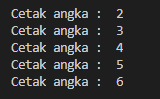 Cetak angka :  2
Cetak angka :  3
Cetak angka :  4
Cetak angka :  5
Cetak angka :  6